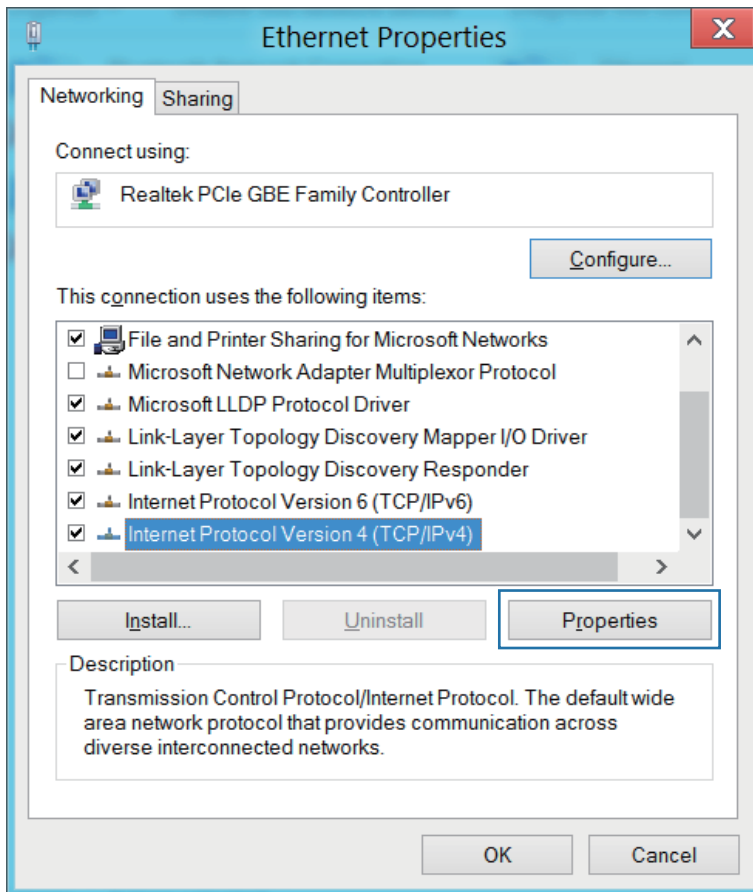 Ethernet Properties
X
Networking
Sharing
Connect using:
Realtek PCIe GBE Family Controller
Configure...
This connection uses the following items:
File and Printer Sharing for Microsoft Networks
Microsoft Network Adapter Multiplexor Protocol
Microsoft LLDP Protocol Driver
Link-Layer Topology Discovery Mapper I/O Driver
Link-Layer Topology Discovery Responder
Internet Protocol Version 6 (TCP/IPv6)
Internet Protocol Version 4 (TCP/IPv4)
Install...
Uninstall
Properties
Description
Transmission Control Protocol/Internet Protocol. The default wide
area network protocol that provides communication across
diverse interconnected networks.
OK
Cancel